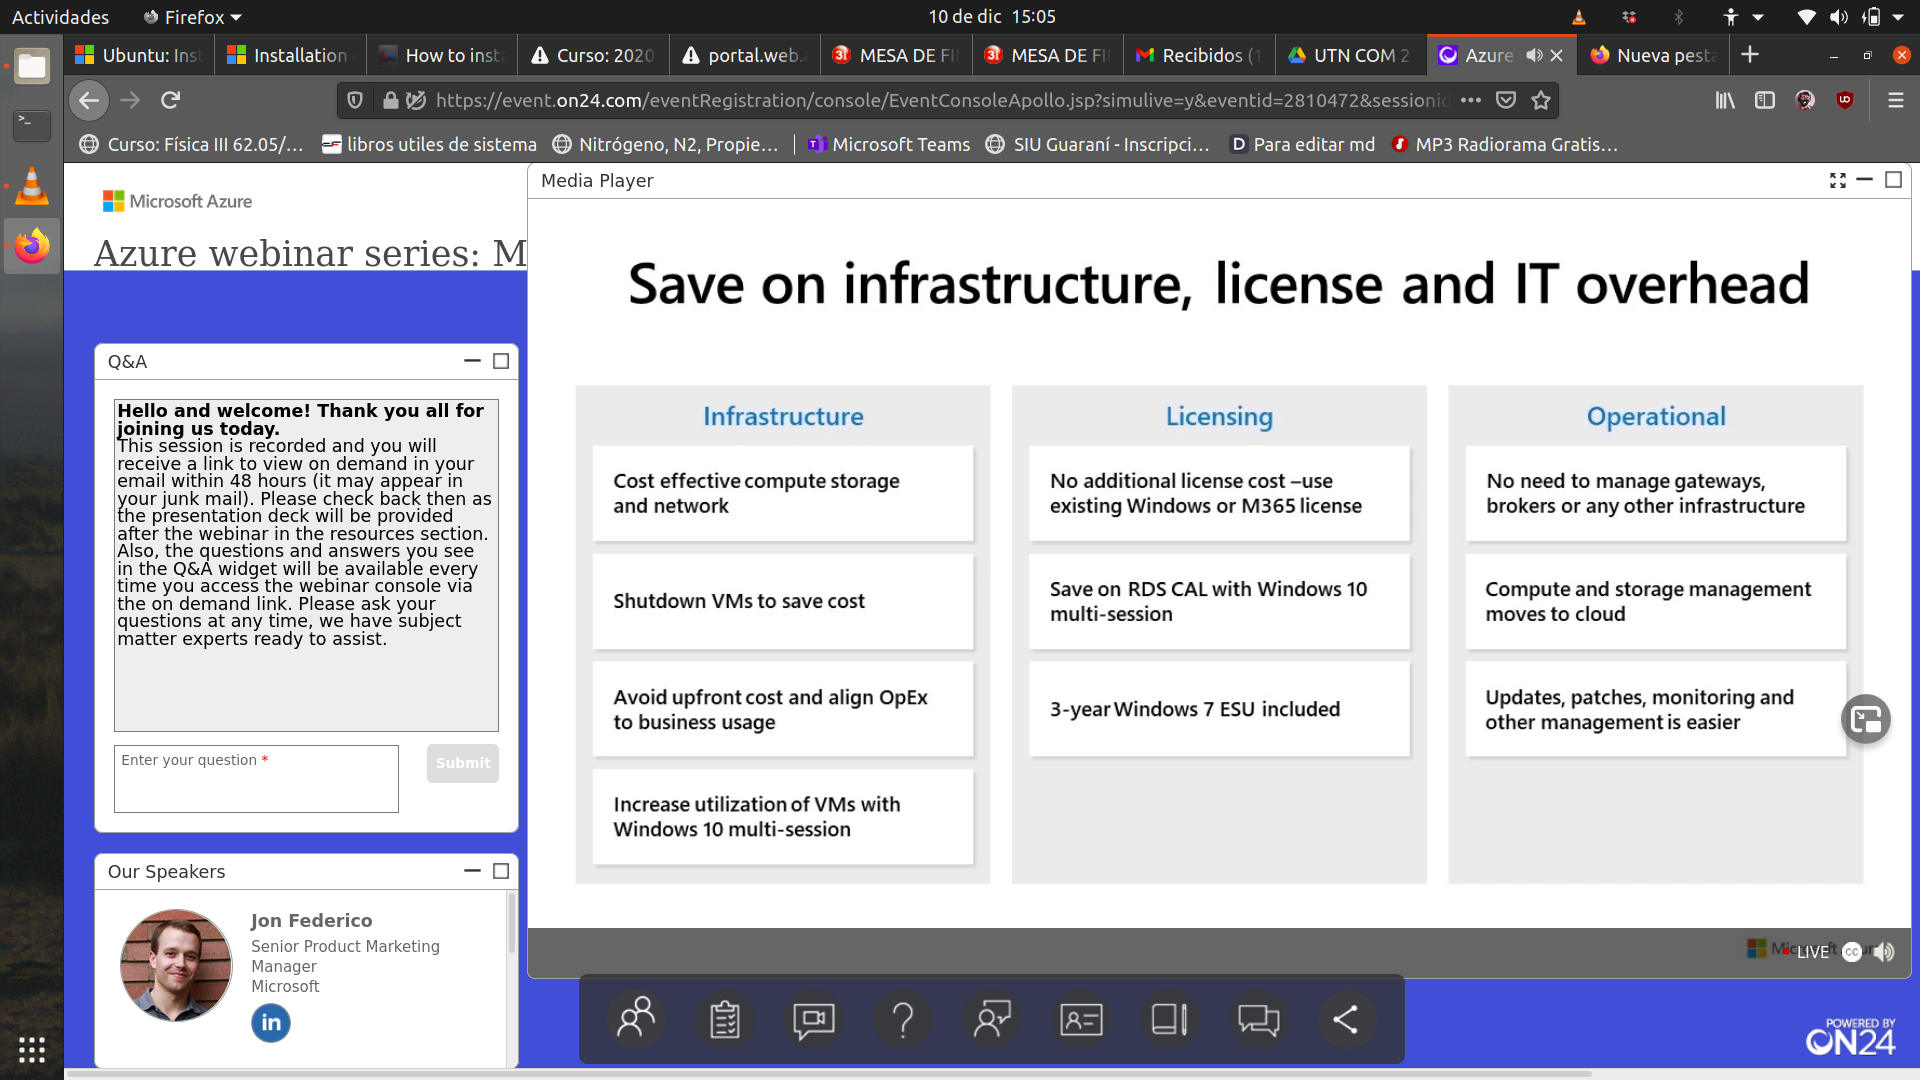 Actividades
Firefox
10 de dic 15:05
Ubuntu: Ins
Installation
How to inst
Curso: 2020
portal.web.a
MESA DE FI
MESA DE FI
Recibidos (1
UTN COM 2
Azure
Nueva pesta
https://event.on24.com/eventRegistration/console/EventConsoleApollo.jsp?simulive=y&eventid=2810472&sessionid
Curso: Física III 62.05/…
libros utiles de sistema
Nitrógeno, N2, Propie…
Microsoft Teams
SIU Guaraní - Inscripci…
Para editar md
MP3 Radiorama Gratis…
Microsoft Azure
Azure webinar series: M
Q&A
Hello and welcome! Thank you all for
joining us today.
This session is recorded and you will
receive a link to view on demand in your
email within 48 hours (it may appear in
your junk mail). Please check back then as
the presentation deck will be provided
after the webinar in the resources section.
Also, the questions and answers you see
in the Q&A widget will be available every
time you access the webinar console via
the on demand link. Please ask your
questions at any time, we have subject
matter experts ready to assist.
Enter your question *
Submit
Our Speakers
Jon Federico
Senior Product Marketing
Manager
Microsoft
in
Media Player
Save on infrastructure, license and IT overhead
Infrastructure
Cost effective compute storage
and network
Shutdown VMs to save cost
Avoid upfront cost and align OpEx
to business usage
Increase utilization of VMs with
Windows 10 multi-session
Licensing
No additional license cost –use
existing Windows or M365 license
Save on RDS CAL with Windows 10
multi-session
3-year Windows 7 ESU included
Operational
No need to manage gateways,
brokers or any other infrastructure
Compute and storage management
moves to cloud
Updates, patches, monitoring and
other management is easier
LIVE
CC
POWERED BY
ON24